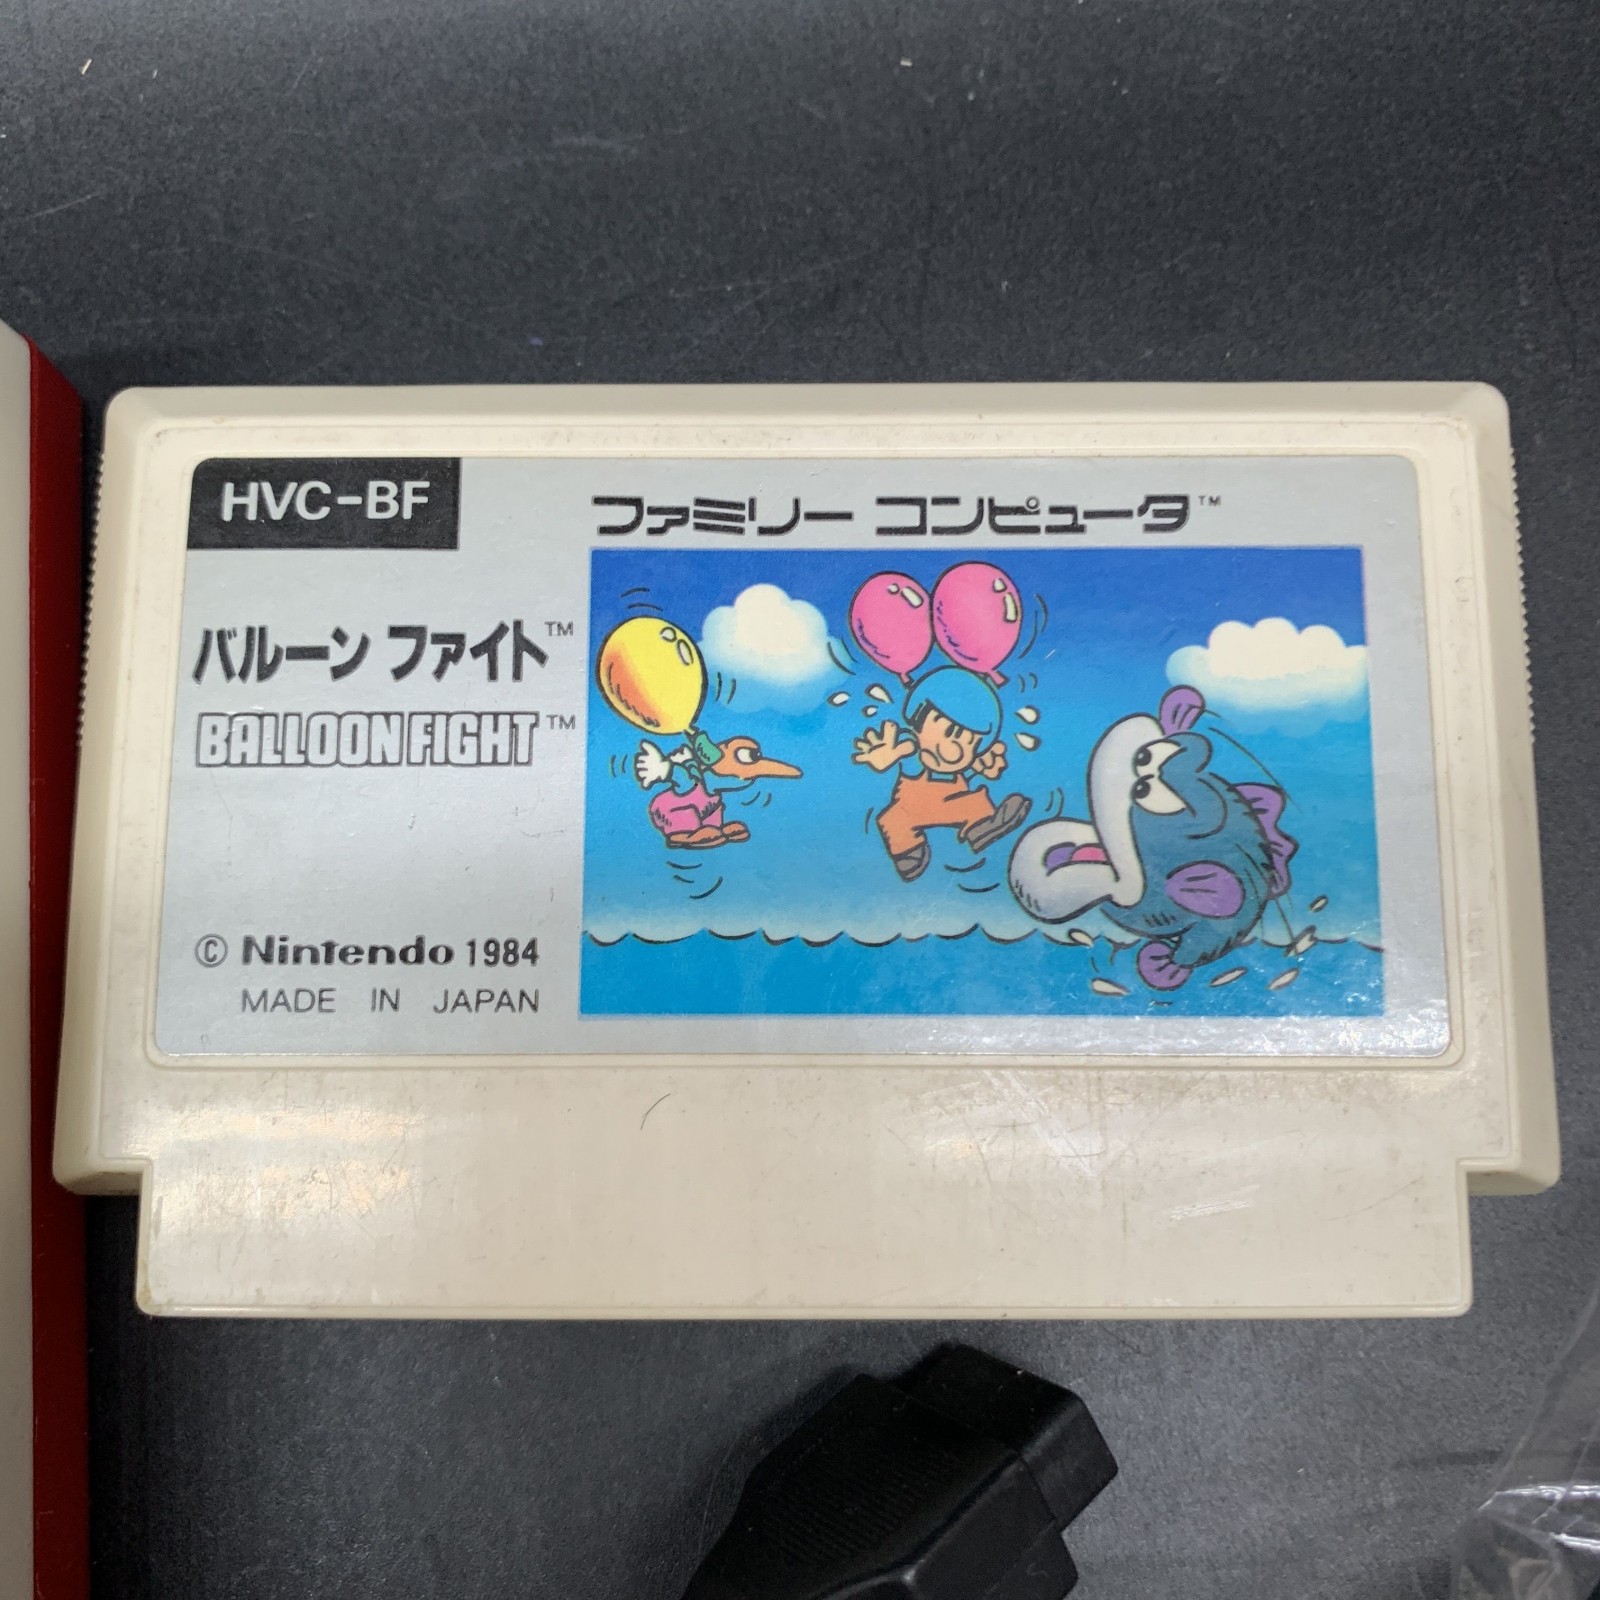 HVC-BF
ファミリー コンピュータ™
バルーン ファイト™
BALLOON FIGHT™
© Nintendo 1984
MADE IN JAPAN